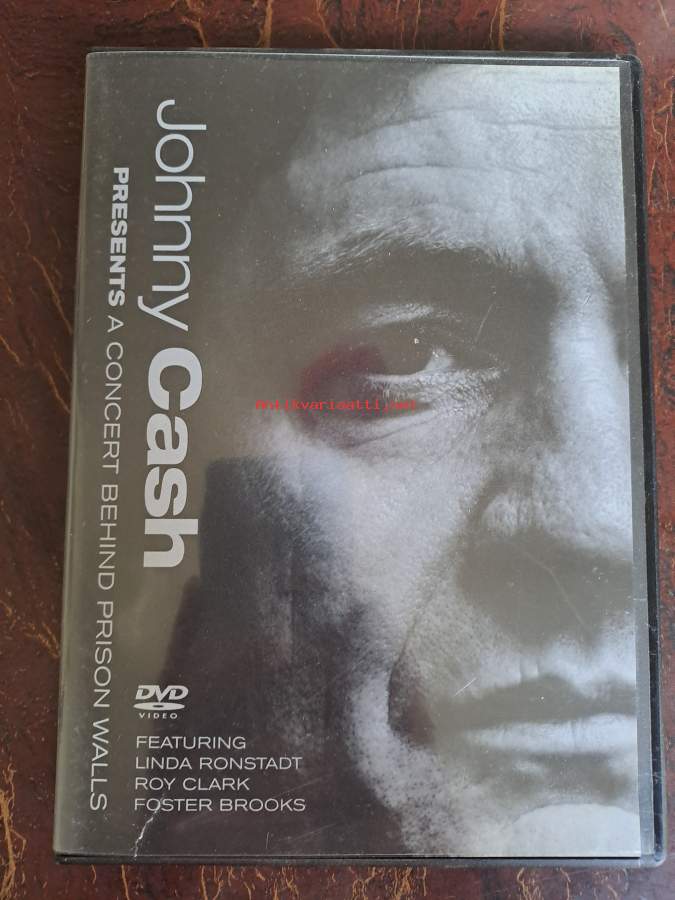 Johnny Cash
PRESENTS A CONCERT BEHIND PRISON WALLS
Antikvariaatti.net
DVD
VIDEO
FEATURING
LINDA RONSTADT
ROY CLARK
FOSTER BROOKS